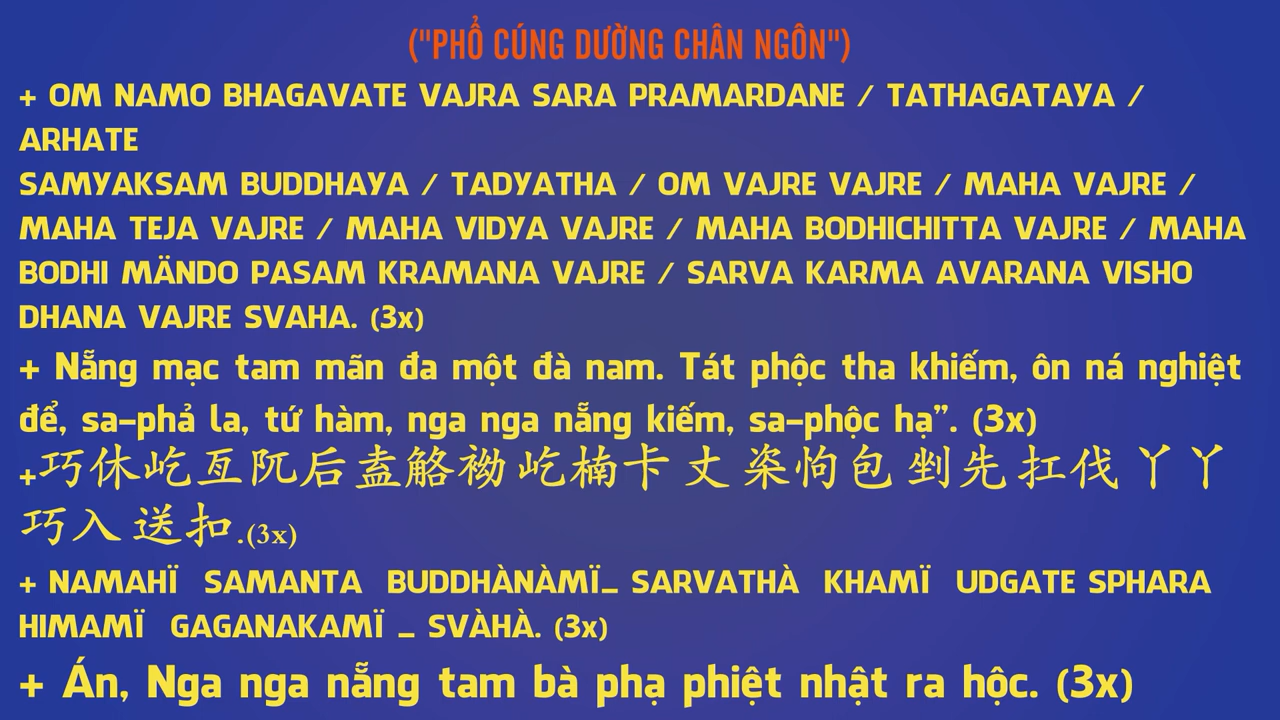 ("PHỔ CÚNG DƯỜNG CHÂN NGÔN")
+ OM NAMO BHAGAVATE VAJRA SARA PRAMARDANE / TATHAGATAYA /
ARHATE
SAMYAKSAM BUDDHAYA / TADYATHA / OM VAJRE VAJRE / MAHA VAJRE /
MAHA TEJA VAJRE / MAHA VIDYA VAJRE / MAHA BODHICHITTA VAJRE / MAHA
BODHI MÄNDO PASAM KRAMANA VAJRE / SARVA KARMA AVARANA VISHO
DHANA VAJRE SVAHA. (3x)
+ Nẵng mạc tam mãn đa một đà nam. Tát phộc tha khiếm, ôn ná nghiệt
để, sa-phả la, tứ hàm, nga nga nẵng kiếm, sa-phộc hạ”. (3x)
+巧休屹亙阢后盍觡袎屹楠卡丈楶怐包剉先扛伐丫丫
巧入送扣.(3x)
+ NAMAHÏ SAMANTA BUDDHÀNÀMÏ_ SARVATHÀ KHAMÏ UDGATE SPHARA
HIMAMÏ GAGANAKAMÏ _ SVÀHÀ. (3x)
+ Án, Nga nga nẵng tam bà phạ phiệt nhật ra hộc. (3x)